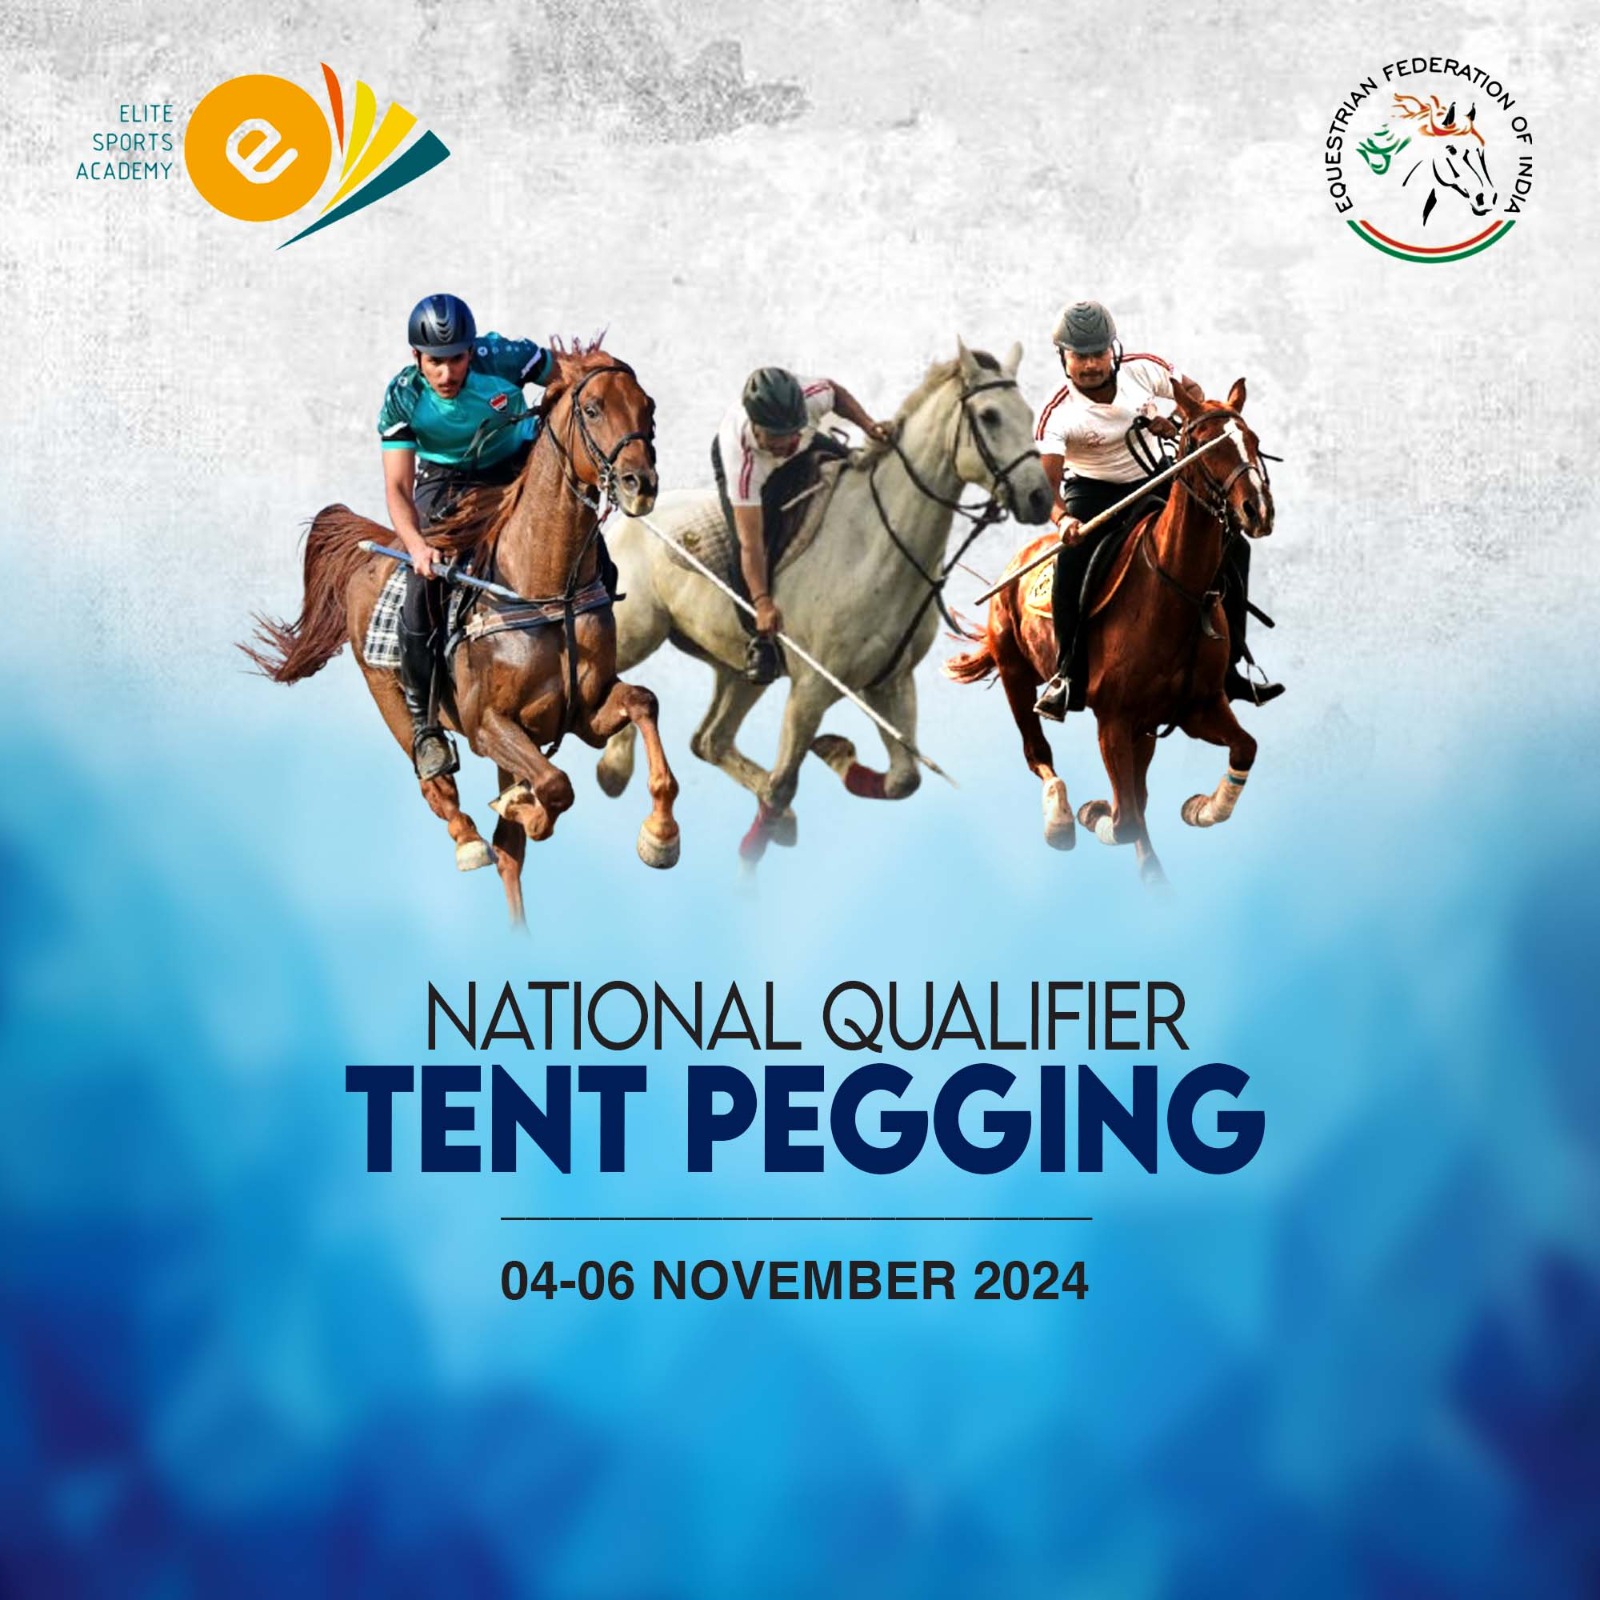 ELITE
SPORTS
ACADEMY
e
EQUESTRIAN FEDERATION OF INDIA
NATIONAL QUALIFIER
TENT PEGGING
04-06 NOVEMBER 2024